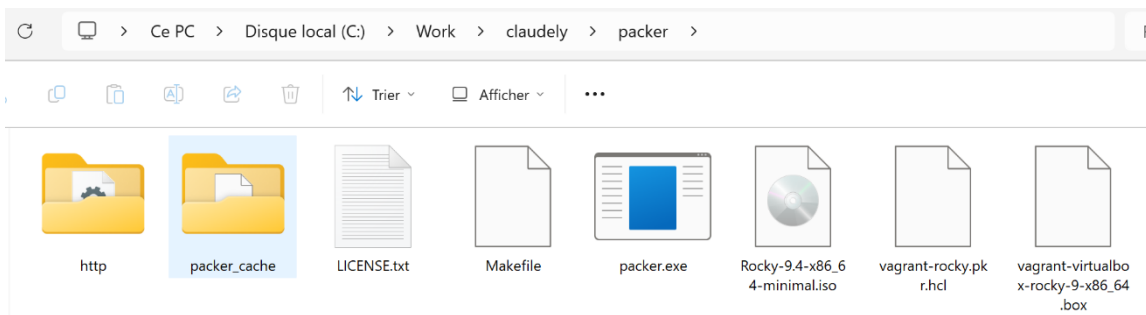 Ce PC > Disque local (C:) > Work > claudely > packer >
Trier Afficher
http
packer_cache
LICENSE.txt
Makefile
packer.exe
Rocky-9.4-x86_6
4-minimal.iso
vagrant-rocky.pk
r.hcl
vagrant-virtualbo
x-rocky-9-x86_64
.box